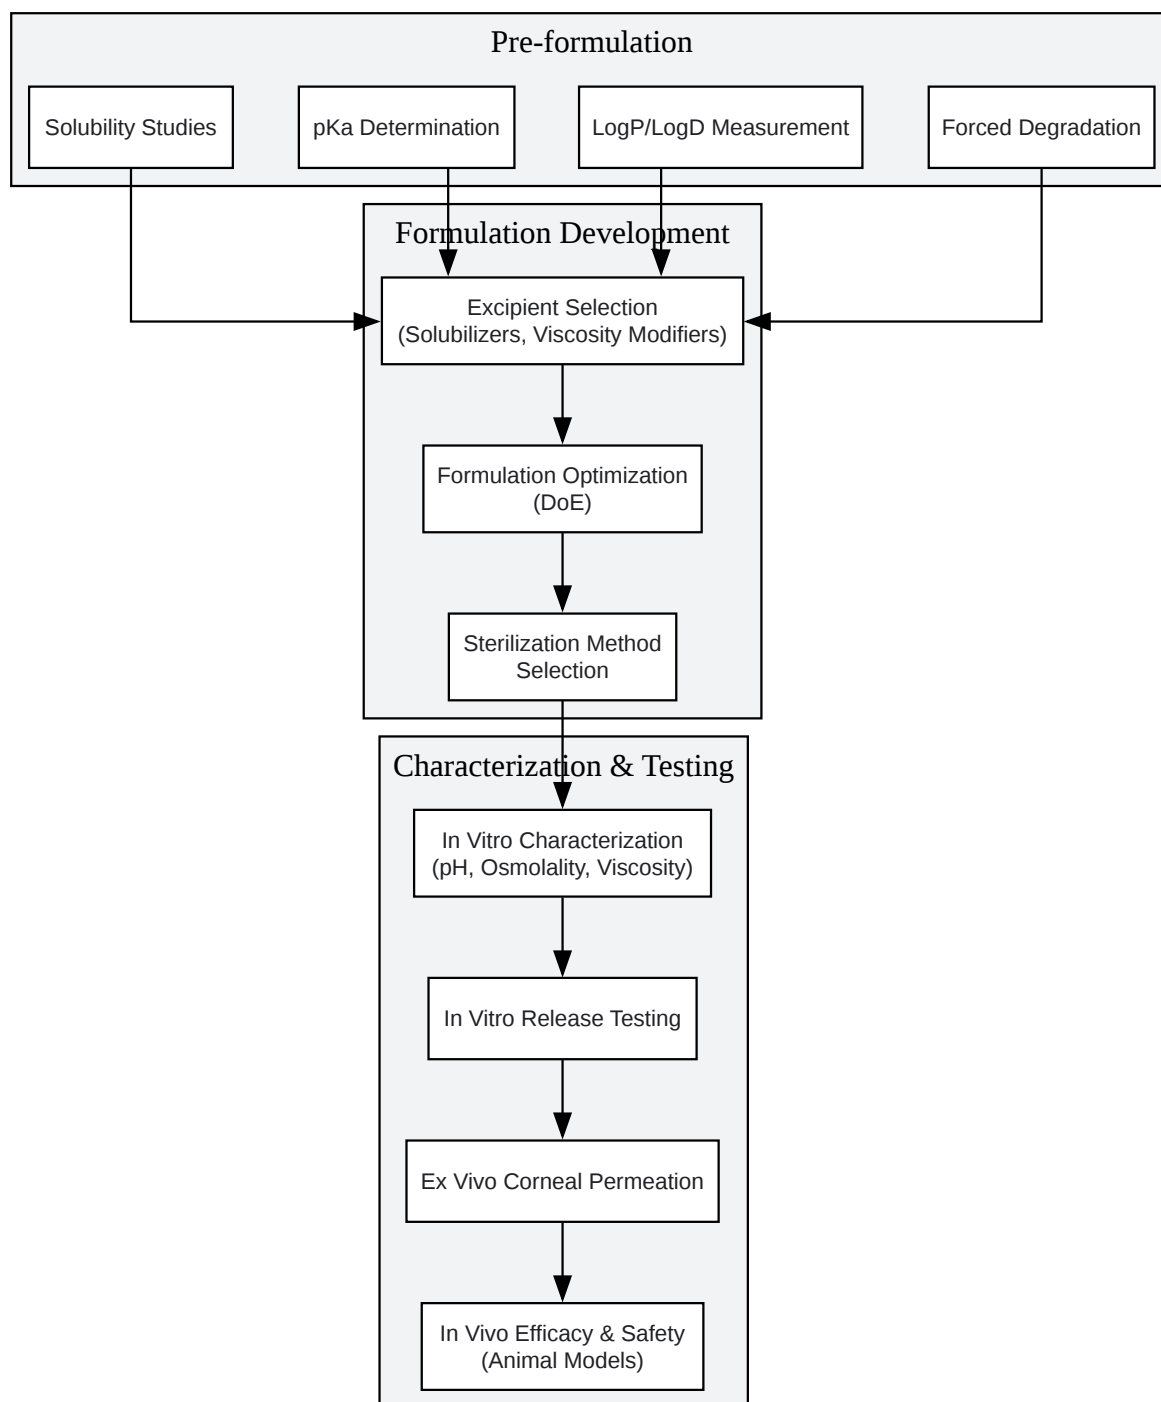 Pre-formulation
Solubility Studies
pKa Determination
LogP/LogD Measurement
Forced Degradation
Formulation Development
Excipient Selection
(Solubilizers, Viscosity Modifiers)
Formulation Optimization
(DoE)
Sterilization Method
Selection
Characterization & Testing
In Vitro Characterization
(pH, Osmolality, Viscosity)
In Vitro Release Testing
Ex Vivo Corneal Permeation
In Vivo Efficacy & Safety
(Animal Models)